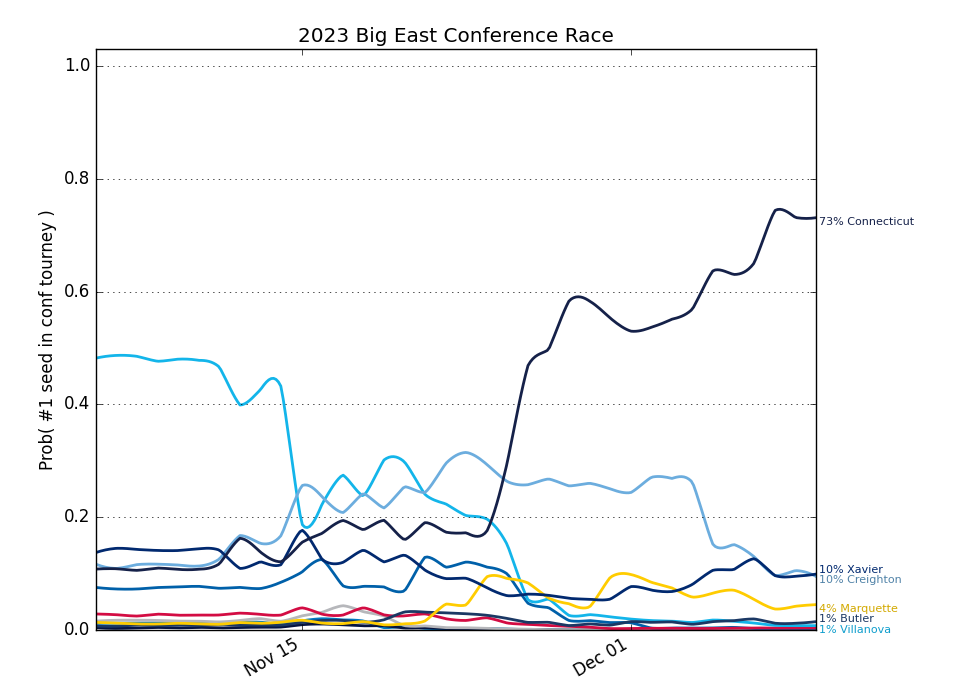 2023 Big East Conference Race
Prob( #1 seed in conf tourney )
1.0
0.8
0.6
0.4
0.2
0.0
Nov 15
Dec 01
73% Connecticut
10% Xavier
10% Creighton
4% Marquette
1% Butler
1% Villanova